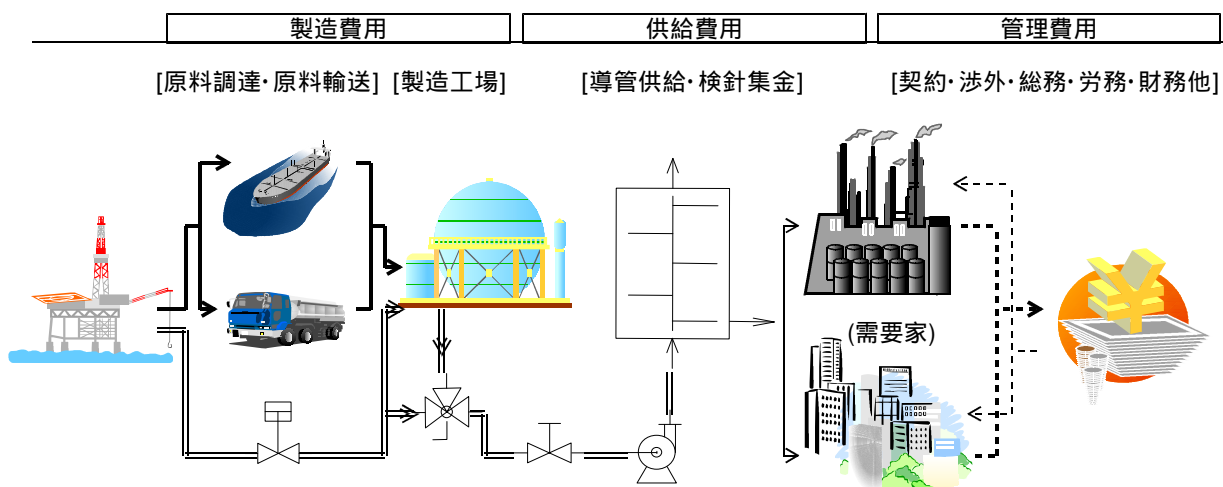 製造費用
供給費用
管理費用
[原料調達・原料輸送]
[製造工場]
[導管供給・検針集金]
[契約・渉外・総務・労務・財務他]
(需要家)